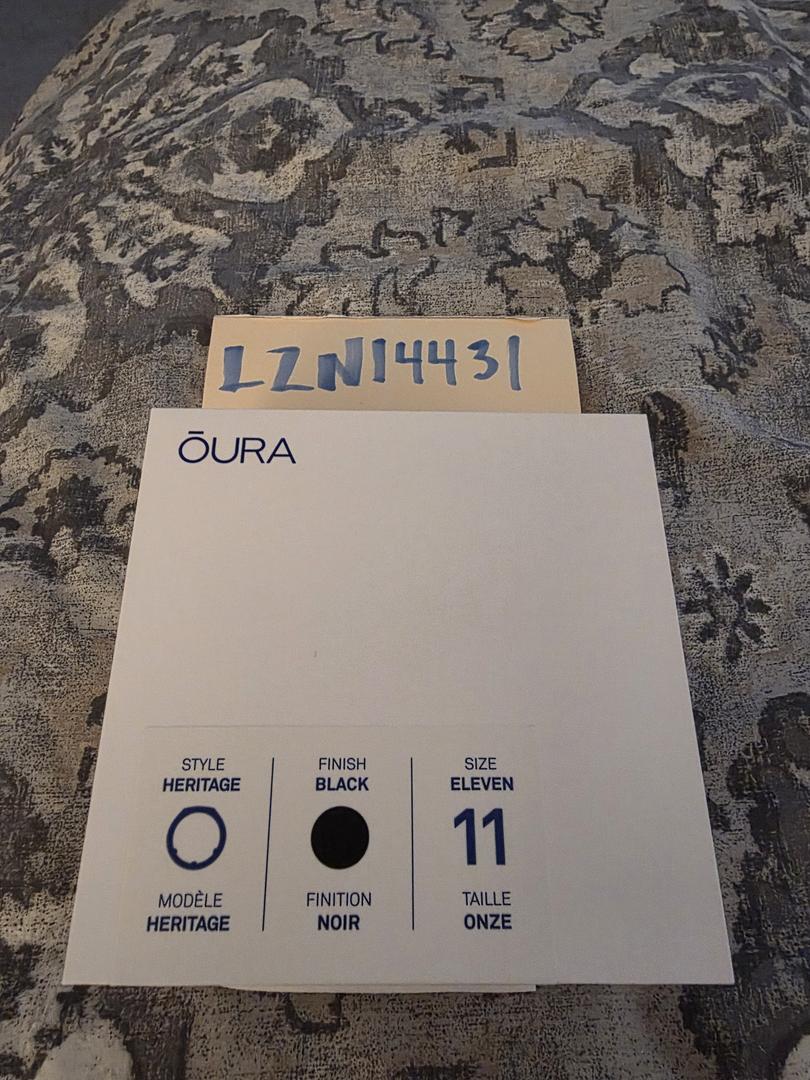 LZN14431
ŌURA
STYLE
HERITAGE
MODÈLE
HERITAGE
FINISH
BLACK
FINITION
NOIR
SIZE
ELEVEN
11
TAILLE
ONZE